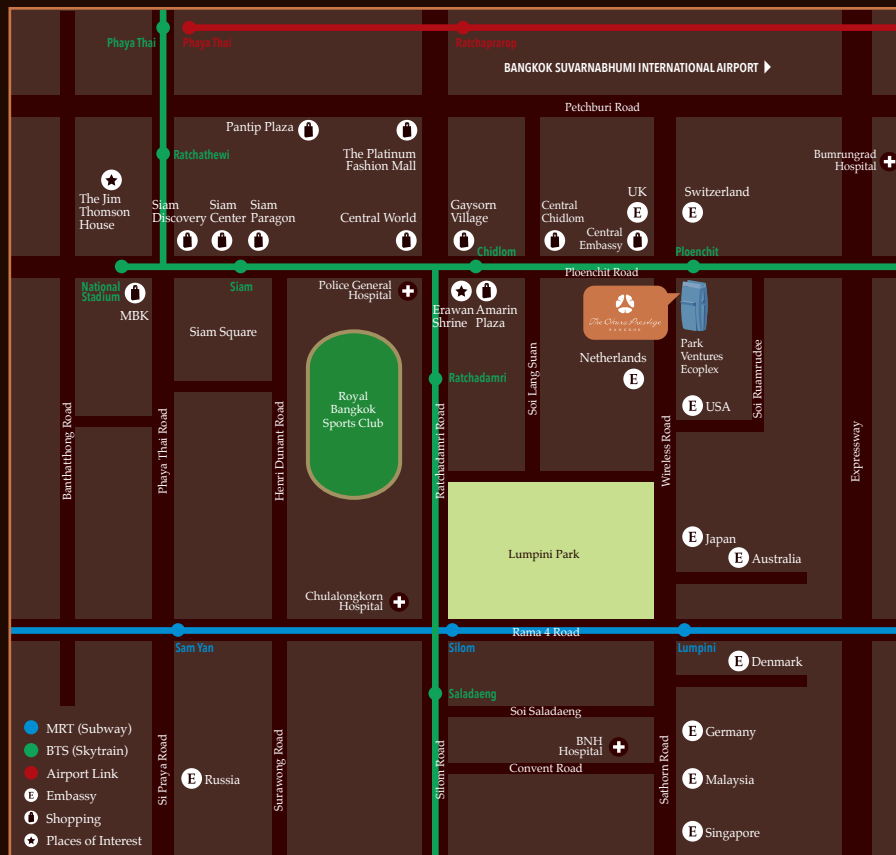 Phaya Thai
Phaya Thai
Ratchaprarop
BANGKOK SUVARNABHUMI INTERNATIONAL AIRPORT
Petchburi Road
Pantip Plaza
The Platinum
Fashion Mall
Ratchathewi
Bumrungrad
Hospital
The Jim
Thomson
House
Siam
Discovery
Siam
Center
Siam
Paragon
Central World
Gaysorn
Village
Central
Chidlom
UK
E
Central
Embassy
Switzerland
E
Chidlom
Ploenchit
Ploenchit Road
National
Stadium
MBK
Siam
Police General
Hospital
Erawan
Shrine
Amarin
Plaza
The Okura Prestige
BANGKOK
Park
Ventures
Ecoplex
Siam Square
Netherlands
E
Royal
Bangkok
Sports Club
Ratchadamri
Soi Lang Suan
Soi Ruamrudee
E USA
Banthatthong Road
Phaya Thai Road
Henri Dunant Road
Ratchadamri Road
Wireless Road
Expressway
Lumpini Park
E Japan
E Australia
Chulalongkorn
Hospital
Rama 4 Road
Sam Yan
Silom
Lumpini
E Denmark
Saladaeng
Soi Saladaeng
BNH
Hospital
Convent Road
E Germany
E Malaysia
E Singapore
E Russia
Si Praya Road
Surawong Road
Silom Road
Sathorn Road
MRT (Subway)
BTS (Skytrain)
Airport Link
E Embassy
Shopping
Places of Interest